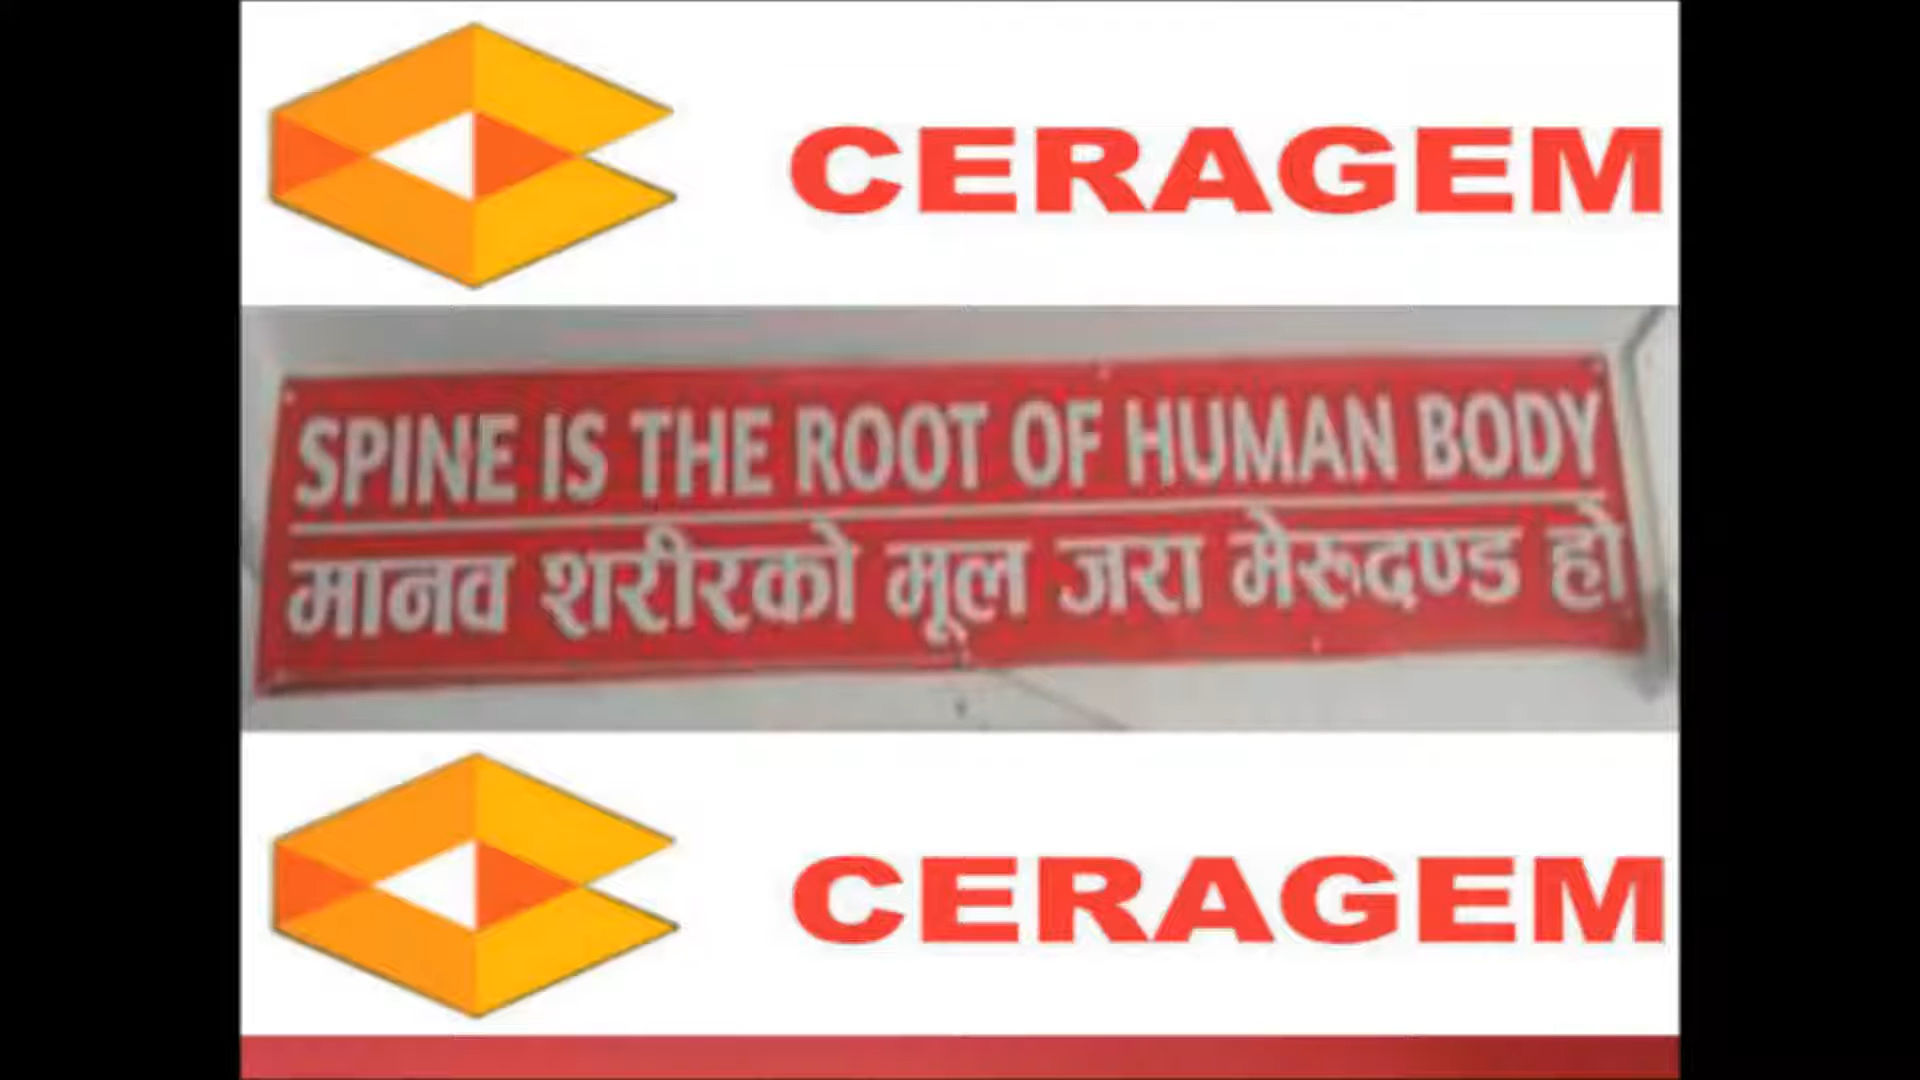 CERAGEM
SPINE IS THE ROOT OF HUMAN BODY
मानव शरीरको मूल जरा मेरूदण्ड हो
CERAGEM